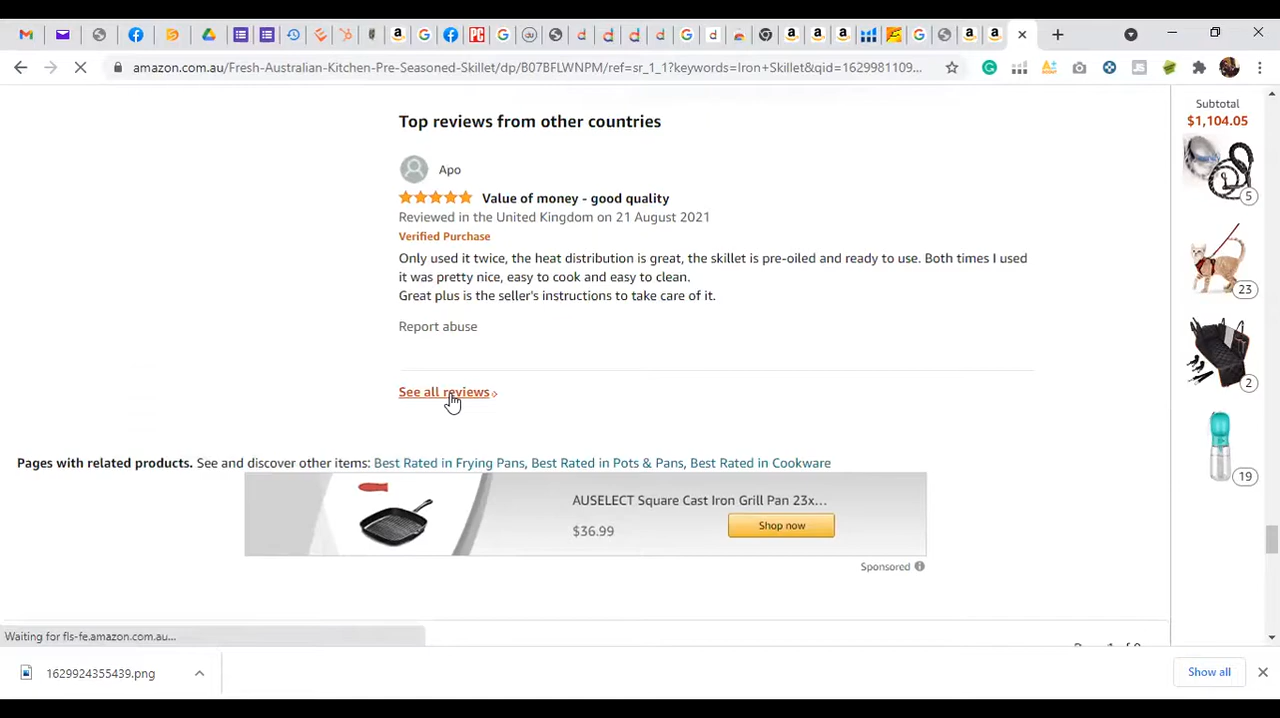 amazon.com.au/Fresh-Australian-Kitchen-Pre-Seasoned-Skillet/dp/B07BFLWNPM/ref=sr_1_1?keywords=Iron+Skillet&qid=1629981109...
Subtotal
$1,104.05
Top reviews from other countries
Apo
Value of money - good quality
Reviewed in the United Kingdom on 21 August 2021
Verified Purchase
5
Only used it twice, the heat distribution is great, the skillet is pre-oiled and ready to use. Both times I used
it was pretty nice, easy to cook and easy to clean.
Great plus is the seller's instructions to take care of it.
23
Report abuse
See all reviews
2
Pages with related products. See and discover other items: Best Rated in Frying Pans, Best Rated in Pots & Pans, Best Rated in Cookware
19
AUSELECT Square Cast Iron Grill Pan 23x...
$36.99
Shop now
Sponsored
Waiting for fls-fe.amazon.com.au...
1629924355439.png
Show all